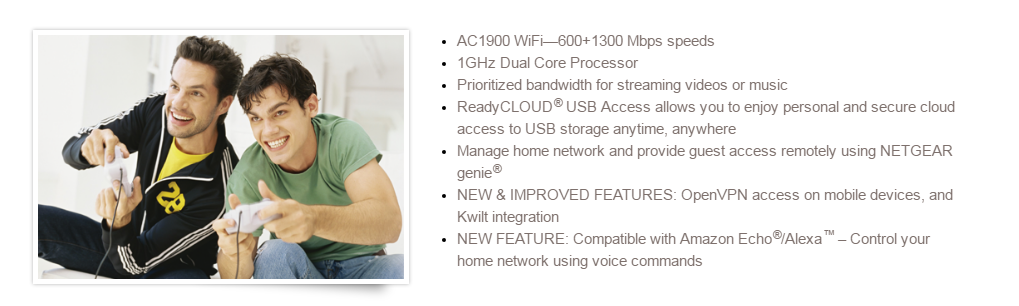 28
AC1900 WiFi—600+1300 Mbps speeds
1GHz Dual Core Processor
Prioritized bandwidth for streaming videos or music
ReadyCLOUD® USB Access allows you to enjoy personal and secure cloud
access to USB storage anytime, anywhere
Manage home network and provide guest access remotely using NETGEAR
genie®
NEW & IMPROVED FEATURES: OpenVPN access on mobile devices, and
Kwilt integration
NEW FEATURE: Compatible with Amazon Echo®/Alexa™ – Control your
home network using voice commands